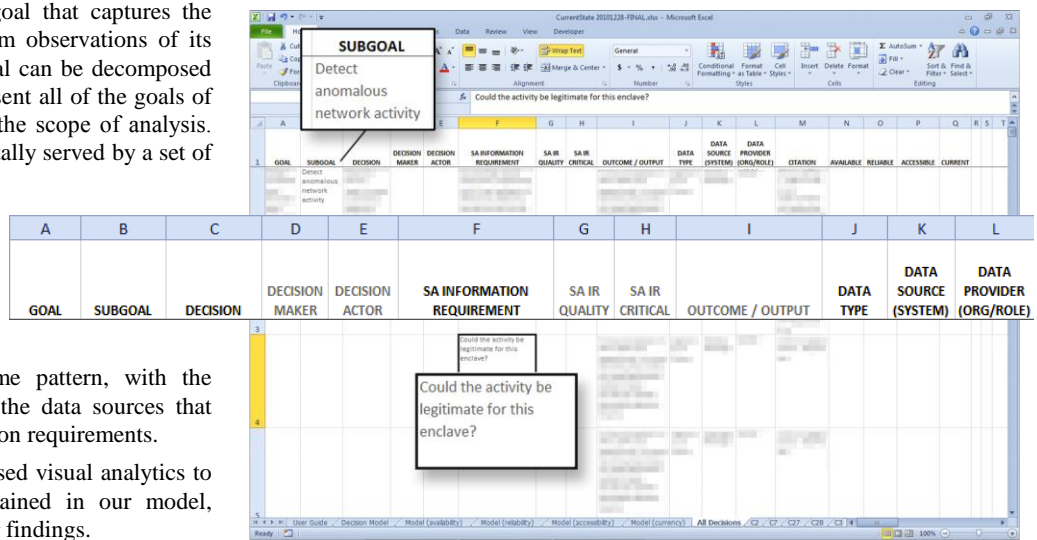 goal that captures the
m observations of its
al can be decomposed
sent all of the goals of
the scope of analysis.
tally served by a set of
me pattern, with the
the data sources that
on requirements.
sed visual analytics to
ained in our model,
findings.
CurrentState 20101228-FINAL.xlsx - Microsoft Excel
File
Data Review View Developer
Wrap Text
Merge & Center
General
Conditional Formatting
Format as Table
Cell Styles
Insert Delete Format
AutoSum
Fill
Clear
Sort & Filter
Find & Select
Clipboard Alignment Number Styles Cells Editing
SUBGOAL
Detect
anomalous
network activity
fx Could the activity be legitimate for this enclave?
A E F G H I J K L M N O P Q R S T
1 GOAL SUBGOAL DECISION DECISION MAKER DECISION ACTOR SA INFORMATION REQUIREMENT SA IR QUALITY SA IR CRITICAL OUTCOME / OUTPUT DATA TYPE DATA SOURCE (SYSTEM) DATA PROVIDER (ORG/ROLE) CITATION AVAILABLE RELIABLE ACCESSIBLE CURRENT
Detect
anomalous
network
activity
A B C D E F G H I J K L
GOAL SUBGOAL DECISION DECISION MAKER DECISION ACTOR SA INFORMATION REQUIREMENT SA IR QUALITY SA IR CRITICAL OUTCOME / OUTPUT DATA TYPE DATA SOURCE (SYSTEM) DATA PROVIDER (ORG/ROLE)
3
Could the activity be
legitimate for this
enclave?
Could the activity be
legitimate for this
enclave?
4
5
User Guide Decision Model Model (availability) Model (reliability) Model (accessibility) Model (currency) All Decisions C2 C7 C27 C28 C3
Ready 100%